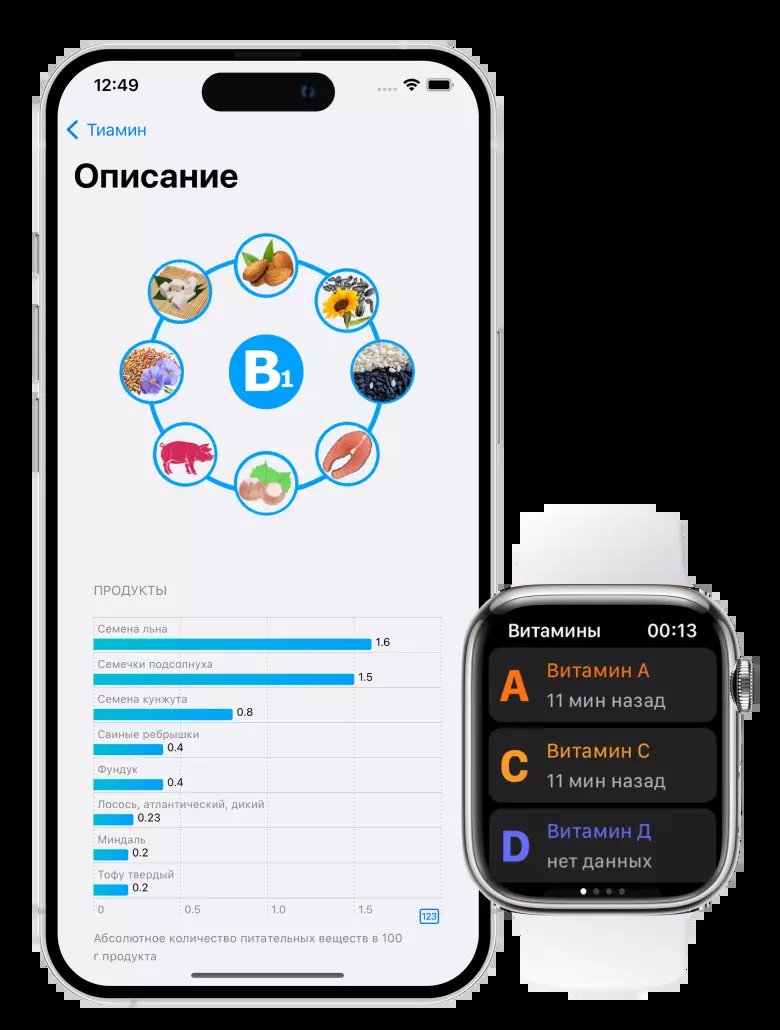 12:49
Тиамин
Описание
B1
ПРОДУКТЫ
Семена льна
1.6
Семечки подсолнуха
1.5
Семена кунжута
0.8
Свиные ребрышки
0.4
Фундук
0.4
Лосось, атлантический, дикий
0.23
Миндаль
0.2
Тофу твердый
0.2
0 0.5 1.0 1.5
123
Абсолютное количество питательных веществ в 100
г продукта
Витамины 00:13
A
Витамин А
11 мин назад
C
Витамин С
11 мин назад
D
Витамин Д
нет данных